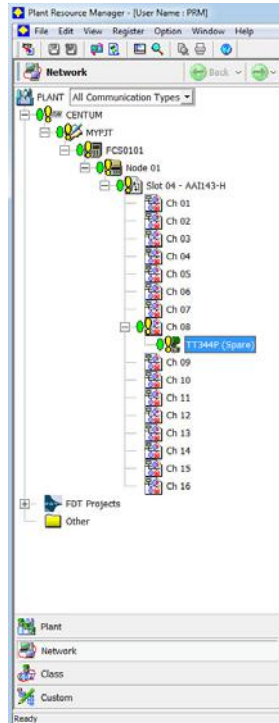 Plant Resource Manager - [User Name : PRM]
File Edit View Register Option Window Help
Network Back
PLANT All Communication Types
CENTUM
MYPJT
FCS0101
Node 01
Slot 04 - AAI143-H
Ch 01
Ch 02
Ch 03
Ch 04
Ch 05
Ch 06
Ch 07
Ch 08
TT344P (Spare)
Ch 09
Ch 10
Ch 11
Ch 12
Ch 13
Ch 14
Ch 15
Ch 16
FDT Projects
Other
Plant
Network
Class
Custom
Ready